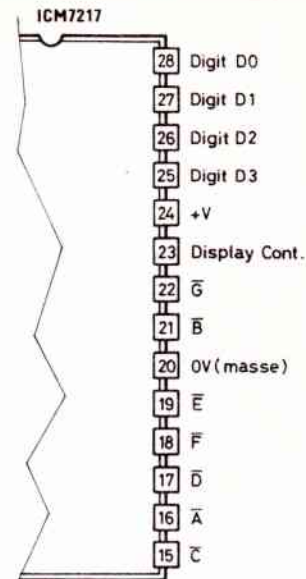 ICM7217
28 Digit D0
27 Digit D1
26 Digit D2
25 Digit D3
24 +V
23 Display Cont.
22 G̅
21 B̅
20 0V(masse)
19 E̅
18 F̅
17 D̅
16 A̅
15 C̅